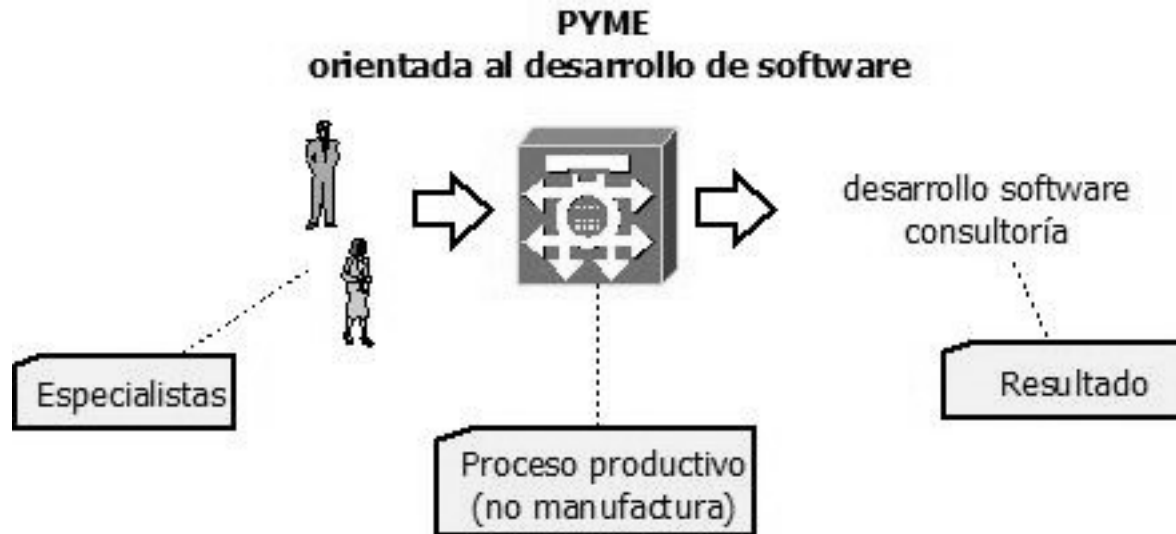 PYME
orientada al desarrollo de software
desarrollo software
consultoría
Especialistas
Resultado
Proceso productivo
(no manufactura)